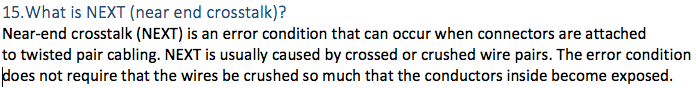 15.What is NEXT (near end crosstalk)?
Near-end crosstalk (NEXT) is an error condition that can occur when connectors are attached
to twisted pair cabling. NEXT is usually caused by crossed or crushed wire pairs. The error condition
does not require that the wires be crushed so much that the conductors inside become exposed.